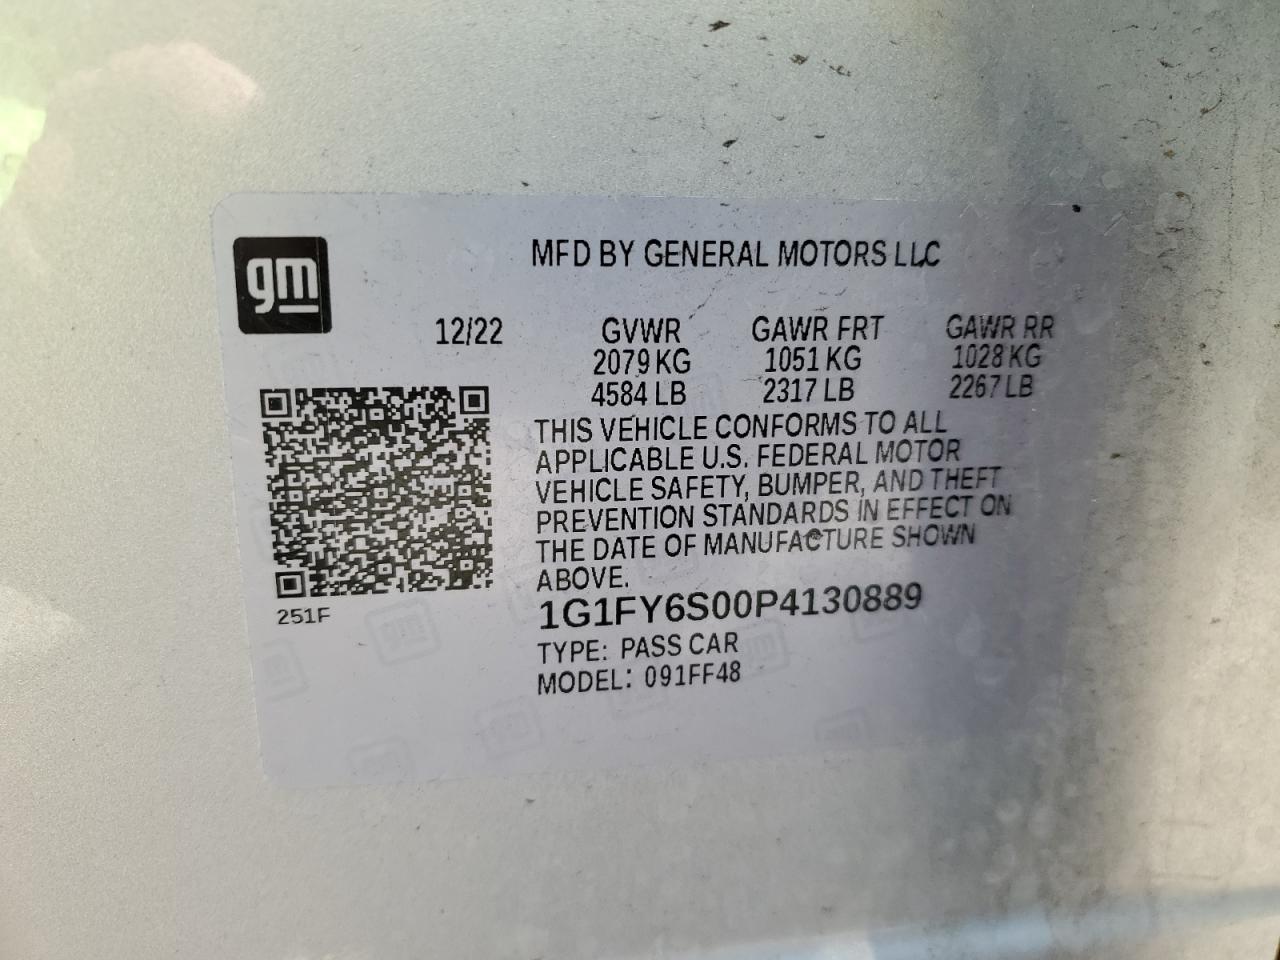 gm
MFD BY GENERAL MOTORS LLC
12/22 GVWR GAWR FRT GAWR RR
2079 KG 1051 KG 1028 KG
4584 LB 2317 LB 2267 LB
THIS VEHICLE CONFORMS TO ALL
APPLICABLE U.S. FEDERAL MOTOR
VEHICLE SAFETY, BUMPER, AND THEFT
PREVENTION STANDARDS IN EFFECT ON
THE DATE OF MANUFACTURE SHOWN
ABOVE.
251F
1G1FY6S00P4130889
TYPE: PASS CAR
MODEL: 091FF48